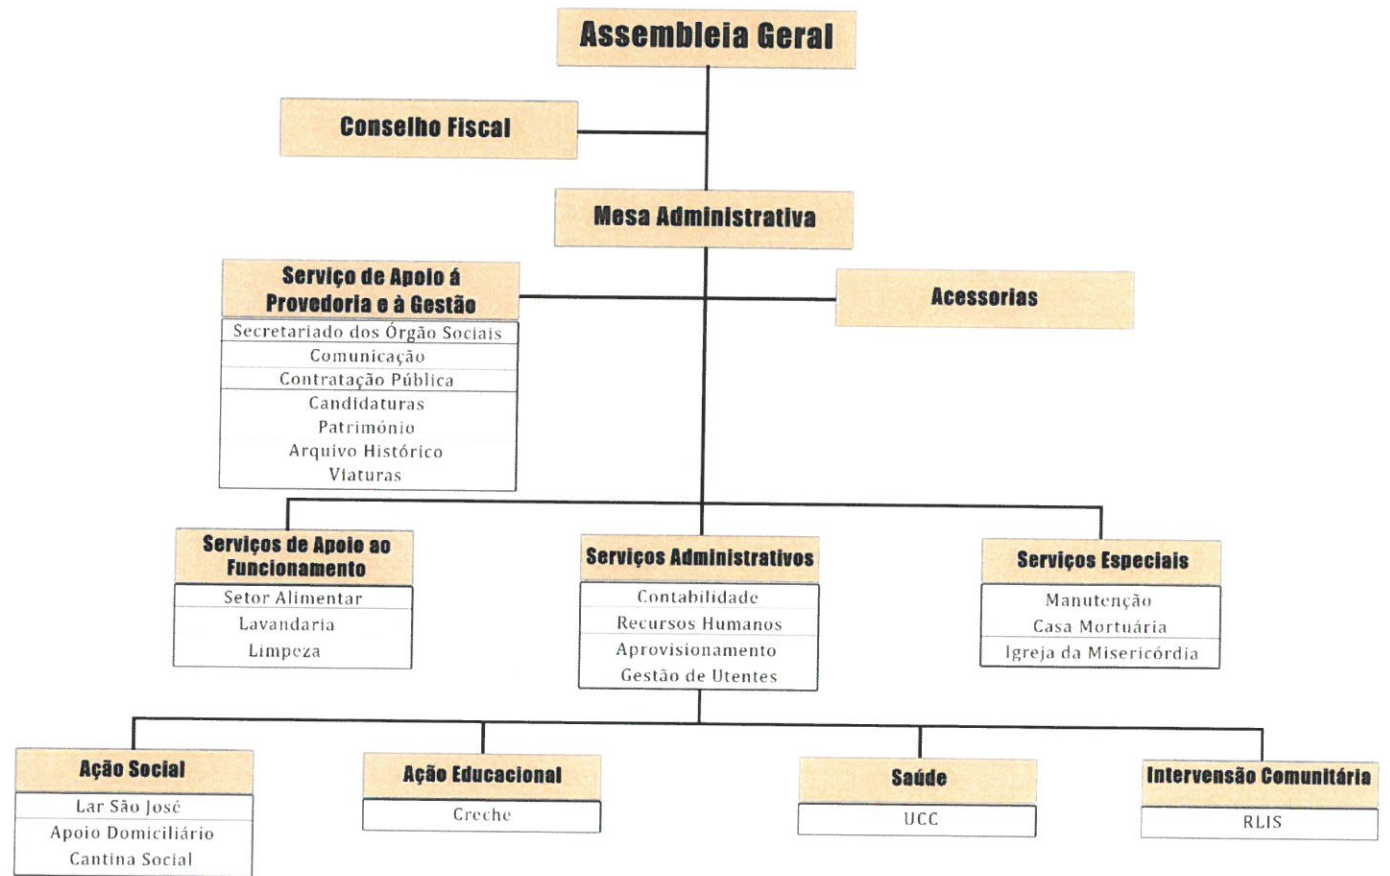 Assembleia Geral
Conselho Fiscal
Mesa Administrativa
Serviço de Apoio á
Provedoria e à Gestão
Secretariado dos Órgão Sociais
Comunicação
Contratação Pública
Candidaturas
Património
Arquivo Histórico
Viaturas
Acessorias
Serviços de Apoio ao
Funcionamento
Setor Alimentar
Lavandaria
Limpeza
Serviços Administrativos
Contabilidade
Recursos Humanos
Aprovisionamento
Gestão de Utentes
Serviços Especiais
Manutenção
Casa Mortuária
Igreja da Misericórdia
Ação Social
Lar São José
Apoio Domiciliário
Cantina Social
Ação Educacional
Creche
Saúde
UCC
Intervensão Comunitária
RLIS